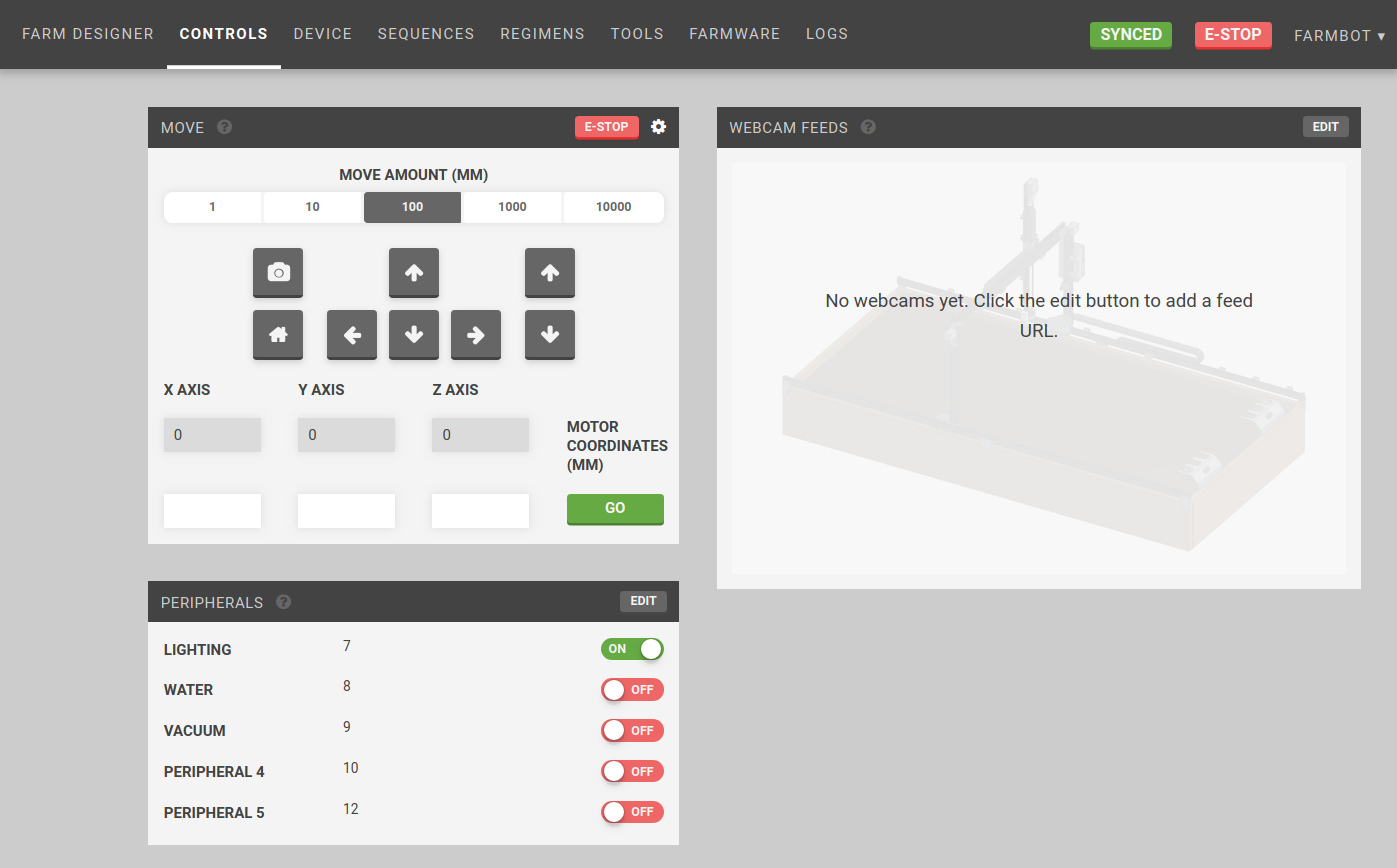 FARM DESIGNER CONTROLS DEVICE SEQUENCES REGIMENS TOOLS FARMWARE LOGS SYNCED E-STOP FARMBOT ▾
MOVE ? E-STOP
MOVE AMOUNT (MM)
1 10 100 1000 10000
X AXIS Y AXIS Z AXIS
0 0 0 MOTOR
COORDINATES
(MM)
GO
PERIPHERALS ? EDIT
LIGHTING 7 ON
WATER 8 OFF
VACUUM 9 OFF
PERIPHERAL 4 10 OFF
PERIPHERAL 5 12 OFF
WEBCAM FEEDS ? EDIT
No webcams yet. Click the edit button to add a feed
URL.